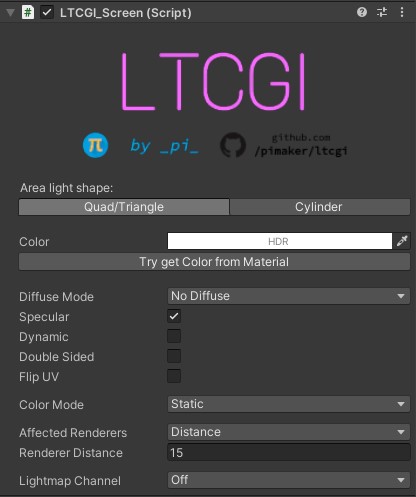 LTCGI_Screen (Script)
LTCGI
π by _pi_
github.com
/pimaker/ltcgi
Area light shape:
Quad/Triangle Cylinder
Color HDR
Try get Color from Material
Diffuse Mode No Diffuse
Specular
Dynamic
Double Sided
Flip UV
Color Mode Static
Affected Renderers Distance
Renderer Distance 15
Lightmap Channel Off